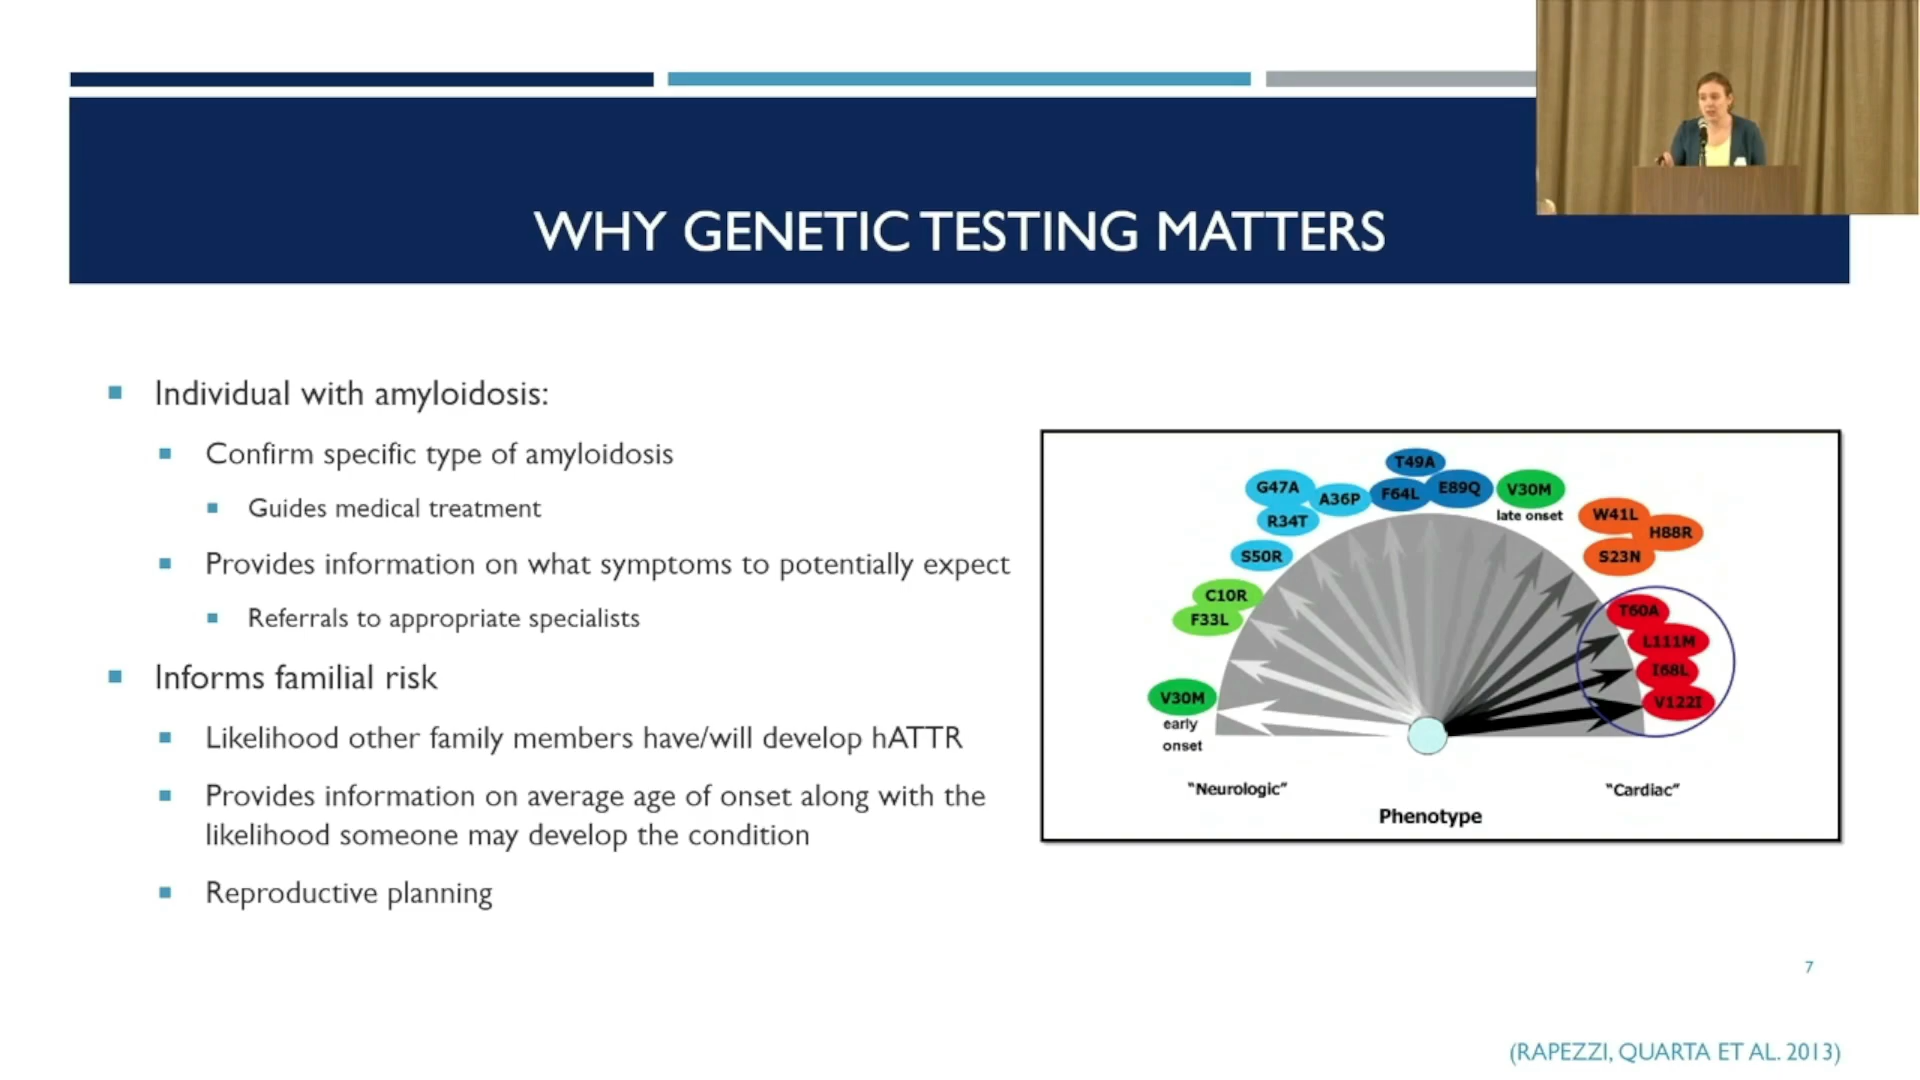 WHY GENETIC TESTING MATTERS
Individual with amyloidosis:
Confirm specific type of amyloidosis
Guides medical treatment
Provides information on what symptoms to potentially expect
Referrals to appropriate specialists
Informs familial risk
Likelihood other family members have/will develop hATTR
Provides information on average age of onset along with the
likelihood someone may develop the condition
Reproductive planning
T49A
G47A
A36P
F64L
E89Q
V30M
late onset
R34T
W41L
H88R
S50R
S23N
C10R
F33L
T60A
L111M
I68L
V30M
early
onset
V122I
"Neurologic"
"Cardiac"
Phenotype
7
(RAPEZZI, QUARTA ET AL. 2013)